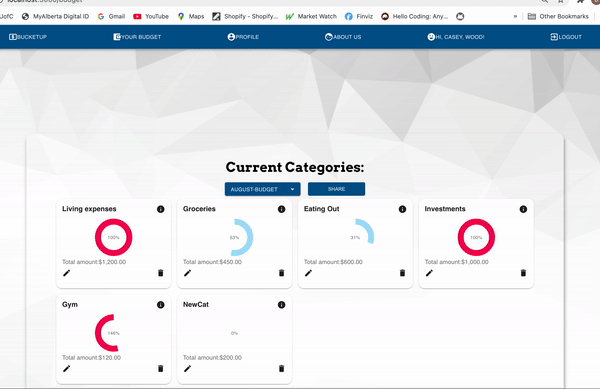 localhost:3000/budget
JofC MyAlberta Digital ID Gmail YouTube Maps Shopify - Shopify... Market Watch Finviz Hello Coding: Any... » Other Bookmarks
BUCKETUP YOUR BUDGET PROFILE ABOUT US HI, CASEY, WOOD! LOGOUT
Current Categories:
AUGUST-BUDGET SHARE
Living expenses Groceries Eating Out Investments
100% 53% 31% 100%
Total amount:$1,200.00 Total amount:$450.00 Total amount:$600.00 Total amount:$1,000.00
Gym NewCat
146% 0%
Total amount:$120.00 Total amount:$200.00